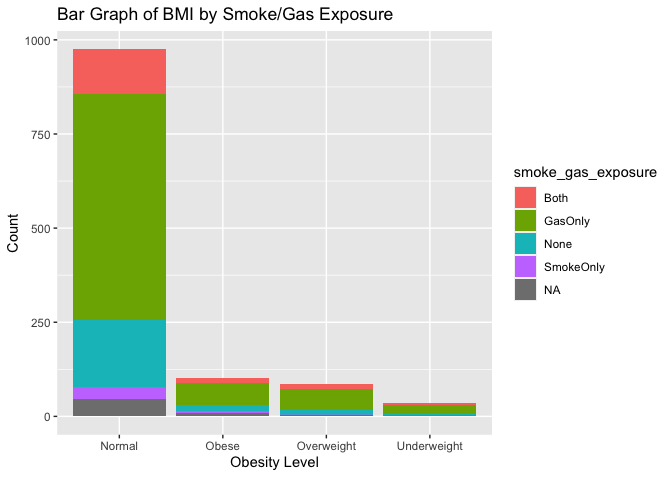 Bar Graph of BMI by Smoke/Gas Exposure
1000
750
500
250
0
Count
Normal
Obese
Overweight
Underweight
Obesity Level
smoke_gas_exposure
Both
GasOnly
None
SmokeOnly
NA